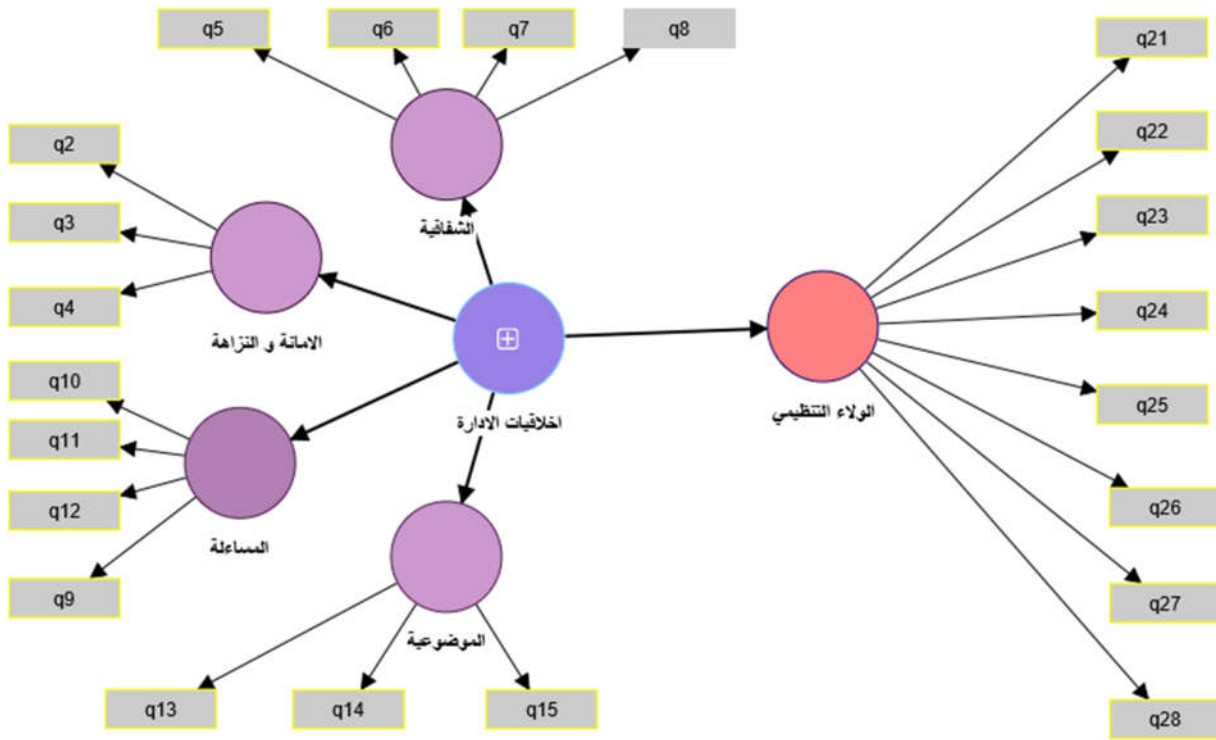 q5
q6
q7
q8
q21
q2
q22
q3
الشفافية
q23
q4
الامانة و النزاهة
q24
q10
اخلاقيات الادارة
الولاء التنظيمي
q25
q11
q12
المساءلة
q26
q9
الموضوعية
q27
q13
q14
q15
q28